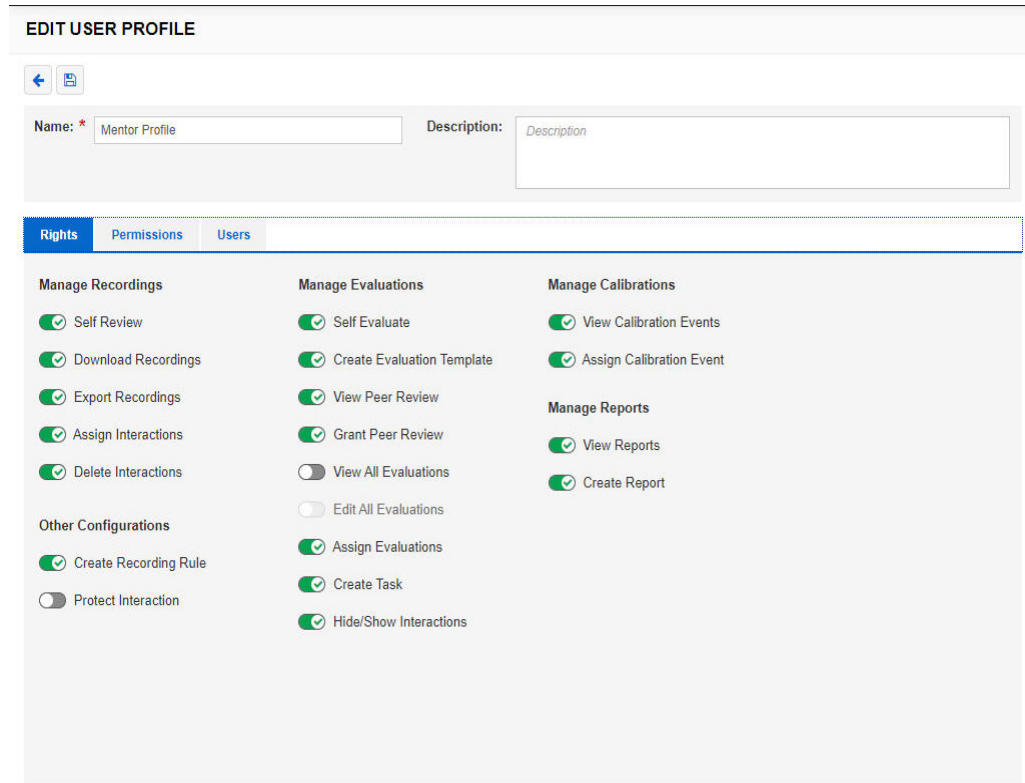 EDIT USER PROFILE
Name: *
Mentor Profile
Description:
Description
Rights
Permissions
Users
Manage Recordings
Self Review
Download Recordings
Export Recordings
Assign Interactions
Delete Interactions
Other Configurations
Create Recording Rule
Protect Interaction
Manage Evaluations
Self Evaluate
Create Evaluation Template
View Peer Review
Grant Peer Review
View All Evaluations
Edit All Evaluations
Assign Evaluations
Create Task
Hide/Show Interactions
Manage Calibrations
View Calibration Events
Assign Calibration Event
Manage Reports
View Reports
Create Report